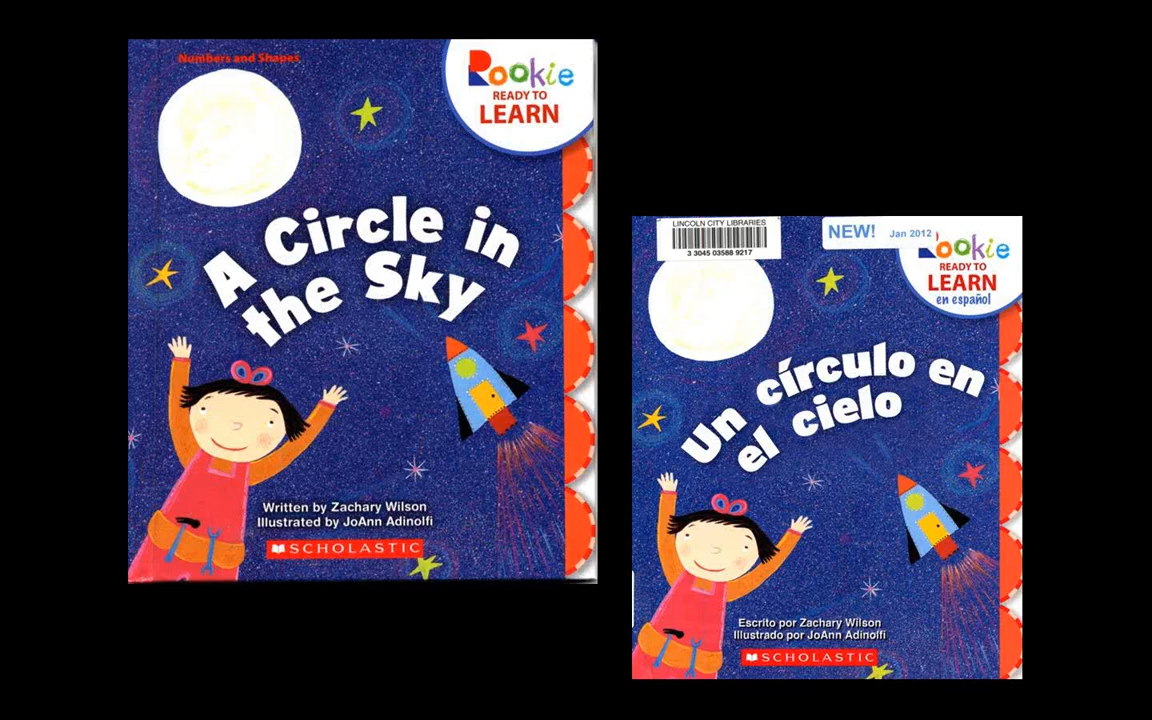 Numbers and Shapes
Rookie
READY TO
LEARN
A Circle in
the Sky
Written by Zachary Wilson
Illustrated by JoAnn Adinolfi
SCHOLASTIC
LINCOLN CITY LIBRARIES
3 3045 03588 9217
NEW! Jan 2012
Rookie
READY TO
LEARN
en español
Un círculo en
el cielo
Escrito por Zachary Wilson
Illustrado por JoAnn Adinolfi
SCHOLASTIC